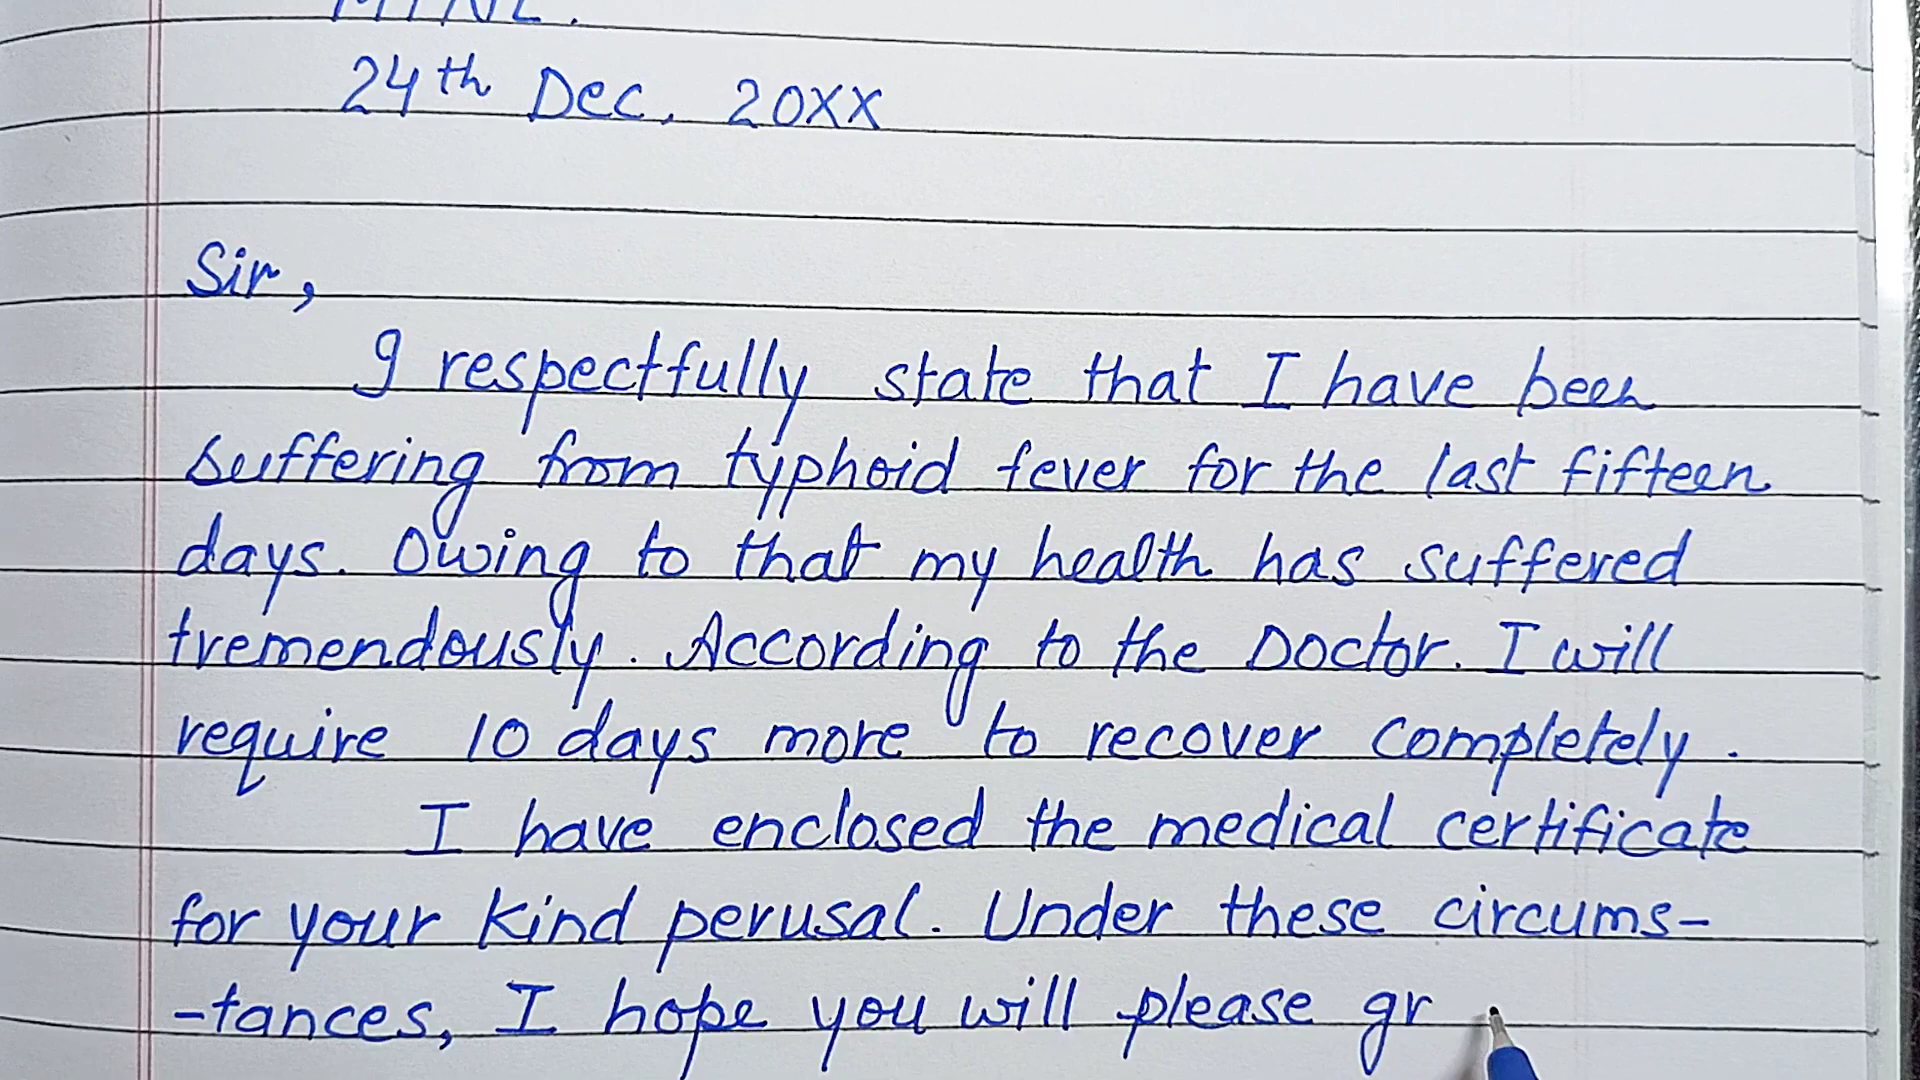 24th Dec. 20XX
Sir,
I respectfully state that I have been
suffering from typhoid fever for the last fifteen
days. Owing to that my health has suffered
tremendously. According to the Doctor. I will
require 10 days more to recover completely.
I have enclosed the medical certificate
for your kind perusal. Under these circums-
-tances, I hope you will please gr